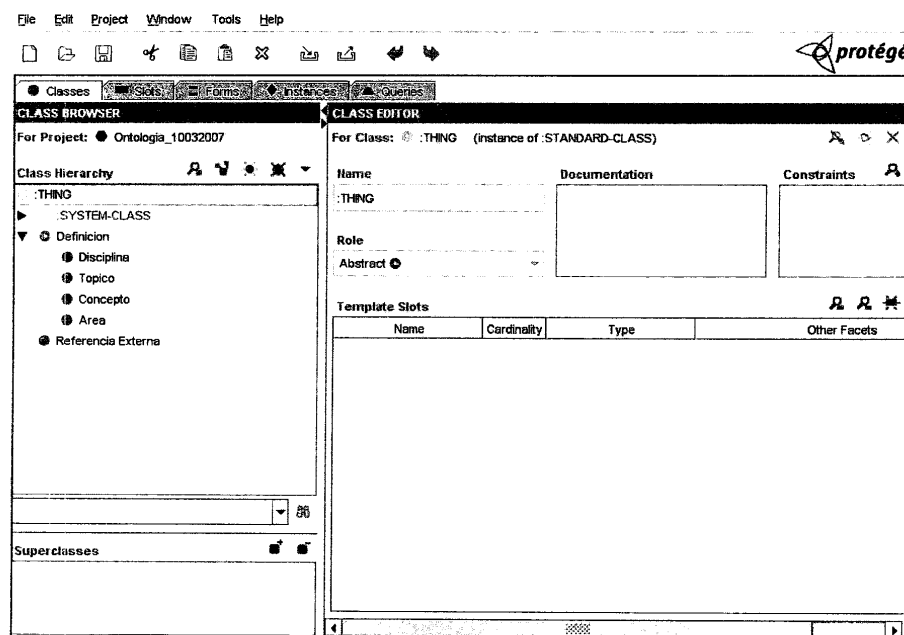 File Edit Project Window Tools Help
protégé
Classes Slots Forms Instances Queries
CLASS BROWSER
For Project: Ontologia_10032007
Class Hierarchy
:THING
:SYSTEM-CLASS
Definicion
Disciplina
Topico
Concepto
Area
Referencia Externa
Superclasses
CLASS EDITOR
For Class: :THING (instance of :STANDARD-CLASS)
Name Documentation Constraints
:THING
Role
Abstract
Template Slots
Name Cardinality Type Other Facets